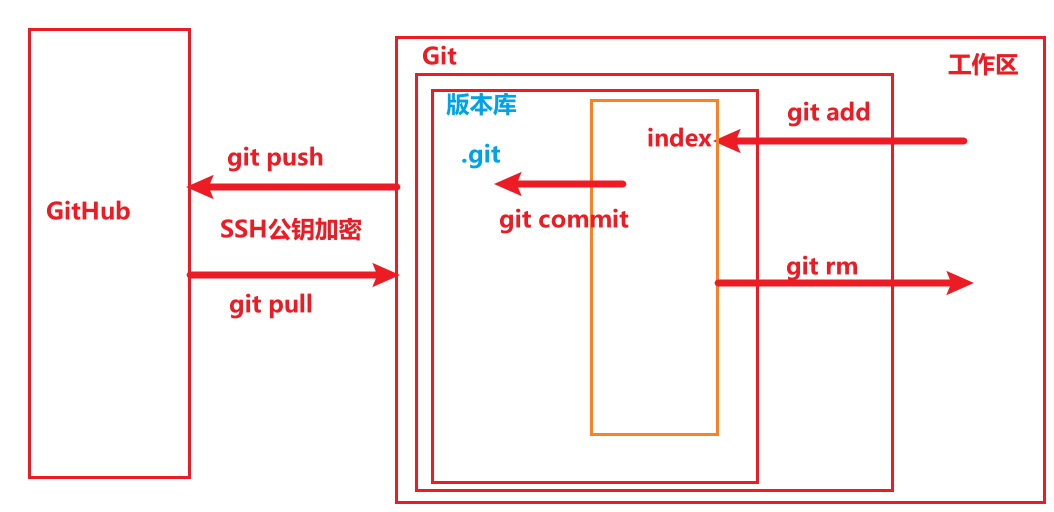 Git
工作区
版本库
git add
index
.git
git push
GitHub
git commit
SSH公钥加密
git rm
git pull